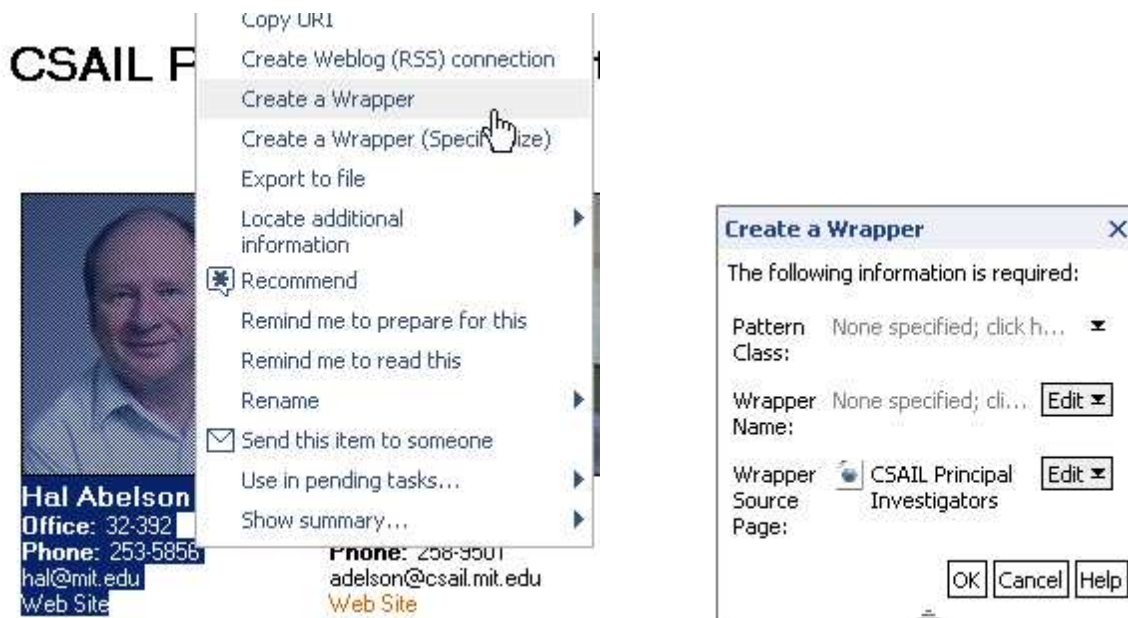 Copy URI
CSAIL P
Create Weblog (RSS) connection
Create a Wrapper
Create a Wrapper (Specif ize)
Export to file
Locate additional
information
Recommend
Remind me to prepare for this
Remind me to read this
Rename
Send this item to someone
Use in pending tasks...
Show summary...
Hal Abelson
Office: 32-392
Phone: 253-5856
hal@mit.edu
Web Site
Phone: 258-9501
adelson@csail.mit.edu
Web Site
Create a Wrapper
The following information is required:
Pattern None specified; click h...
Class:
Wrapper None specified; cli... Edit
Name:
Wrapper CSAIL Principal Edit
Source Investigators
Page:
OK Cancel Help